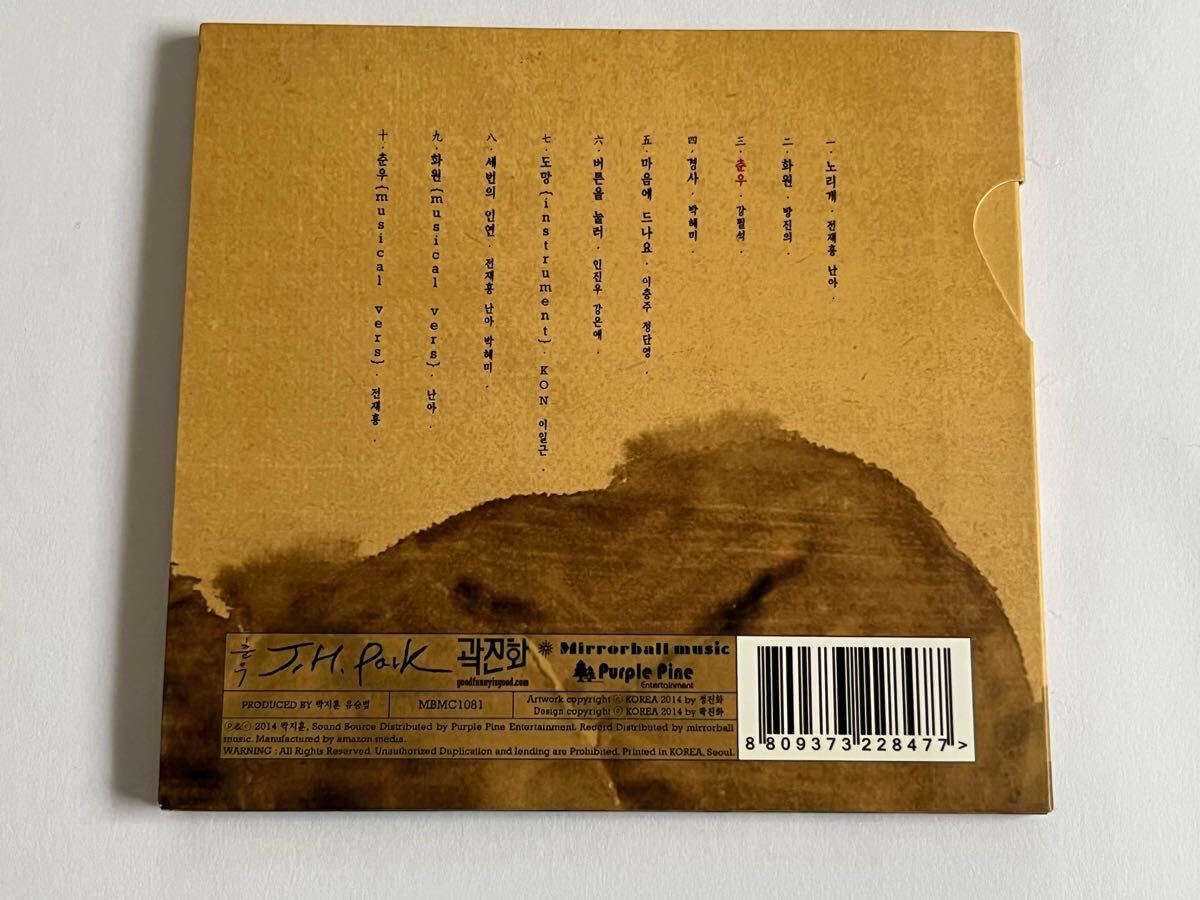 一 · 노리개 · 전재홍 난아 ·
二 · 화원 · 방진의 ·
三 · 춘우 · 강필석 ·
四 · 경사 · 박혜미 ·
五 · 마음에 드나요 · 이충주 정단영 ·
六 · 버튼을 눌러 · 인진우 강은애 ·
七 · 도망{instrument} · KON 이일근 ·
八 · 세번의 인연 · 전재홍 난아 박혜미 ·
九 · 화원{musical vers} · 난아 ·
十 · 춘우{musical vers} · 전재홍 ·
춘우
J.H. Park
곽진화
goodfunnyisgood.com
Mirrorball music
Purple Pine
Entertainment
PRODUCED BY 박지훈 유승범
MBMC1081
Artwork copyright ⓒ KOREA 2014 by 정진화
Design copyright ⓒ KOREA 2014 by 곽진화
ⓟ&ⓒ 2014 박지훈, Sound Source Distributed by Purple Pine Entertainment. Record Distributed by mirrorball
music. Manufactured by amazon media.
WARNING : All Rights Reserved. Unauthorized Duplication and lending are Prohibited. Printed in KOREA, Seoul.
8 809373 228477 >